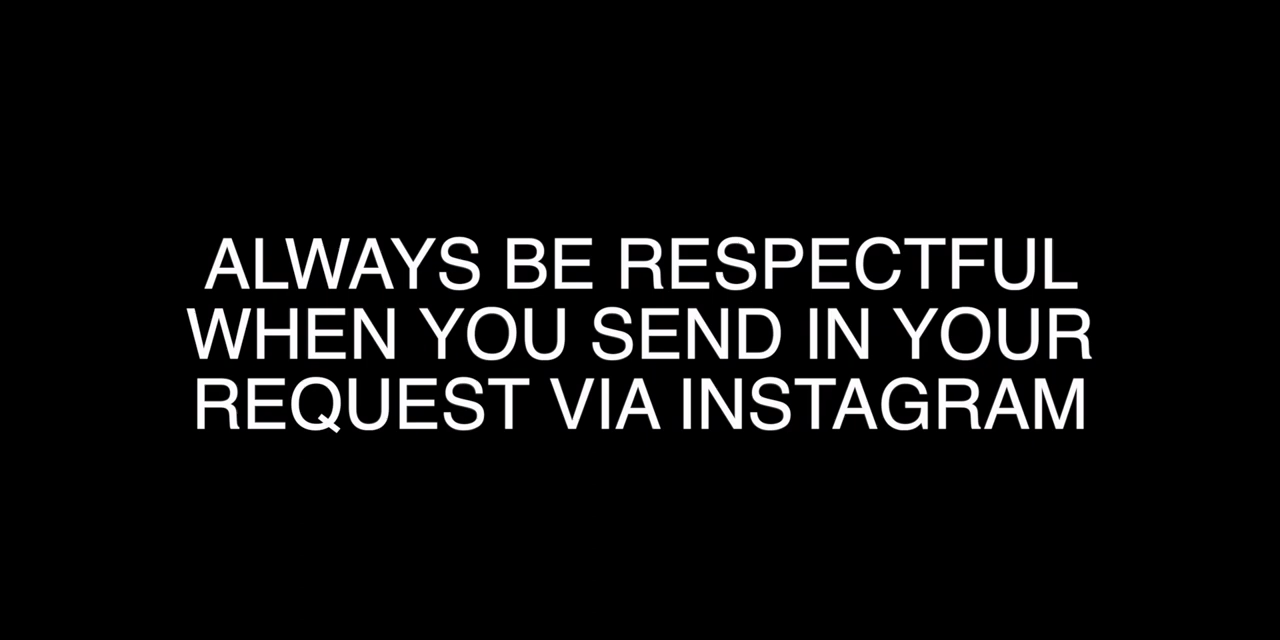 ALWAYS BE RESPECTFUL
WHEN YOU SEND IN YOUR
REQUEST VIA INSTAGRAM